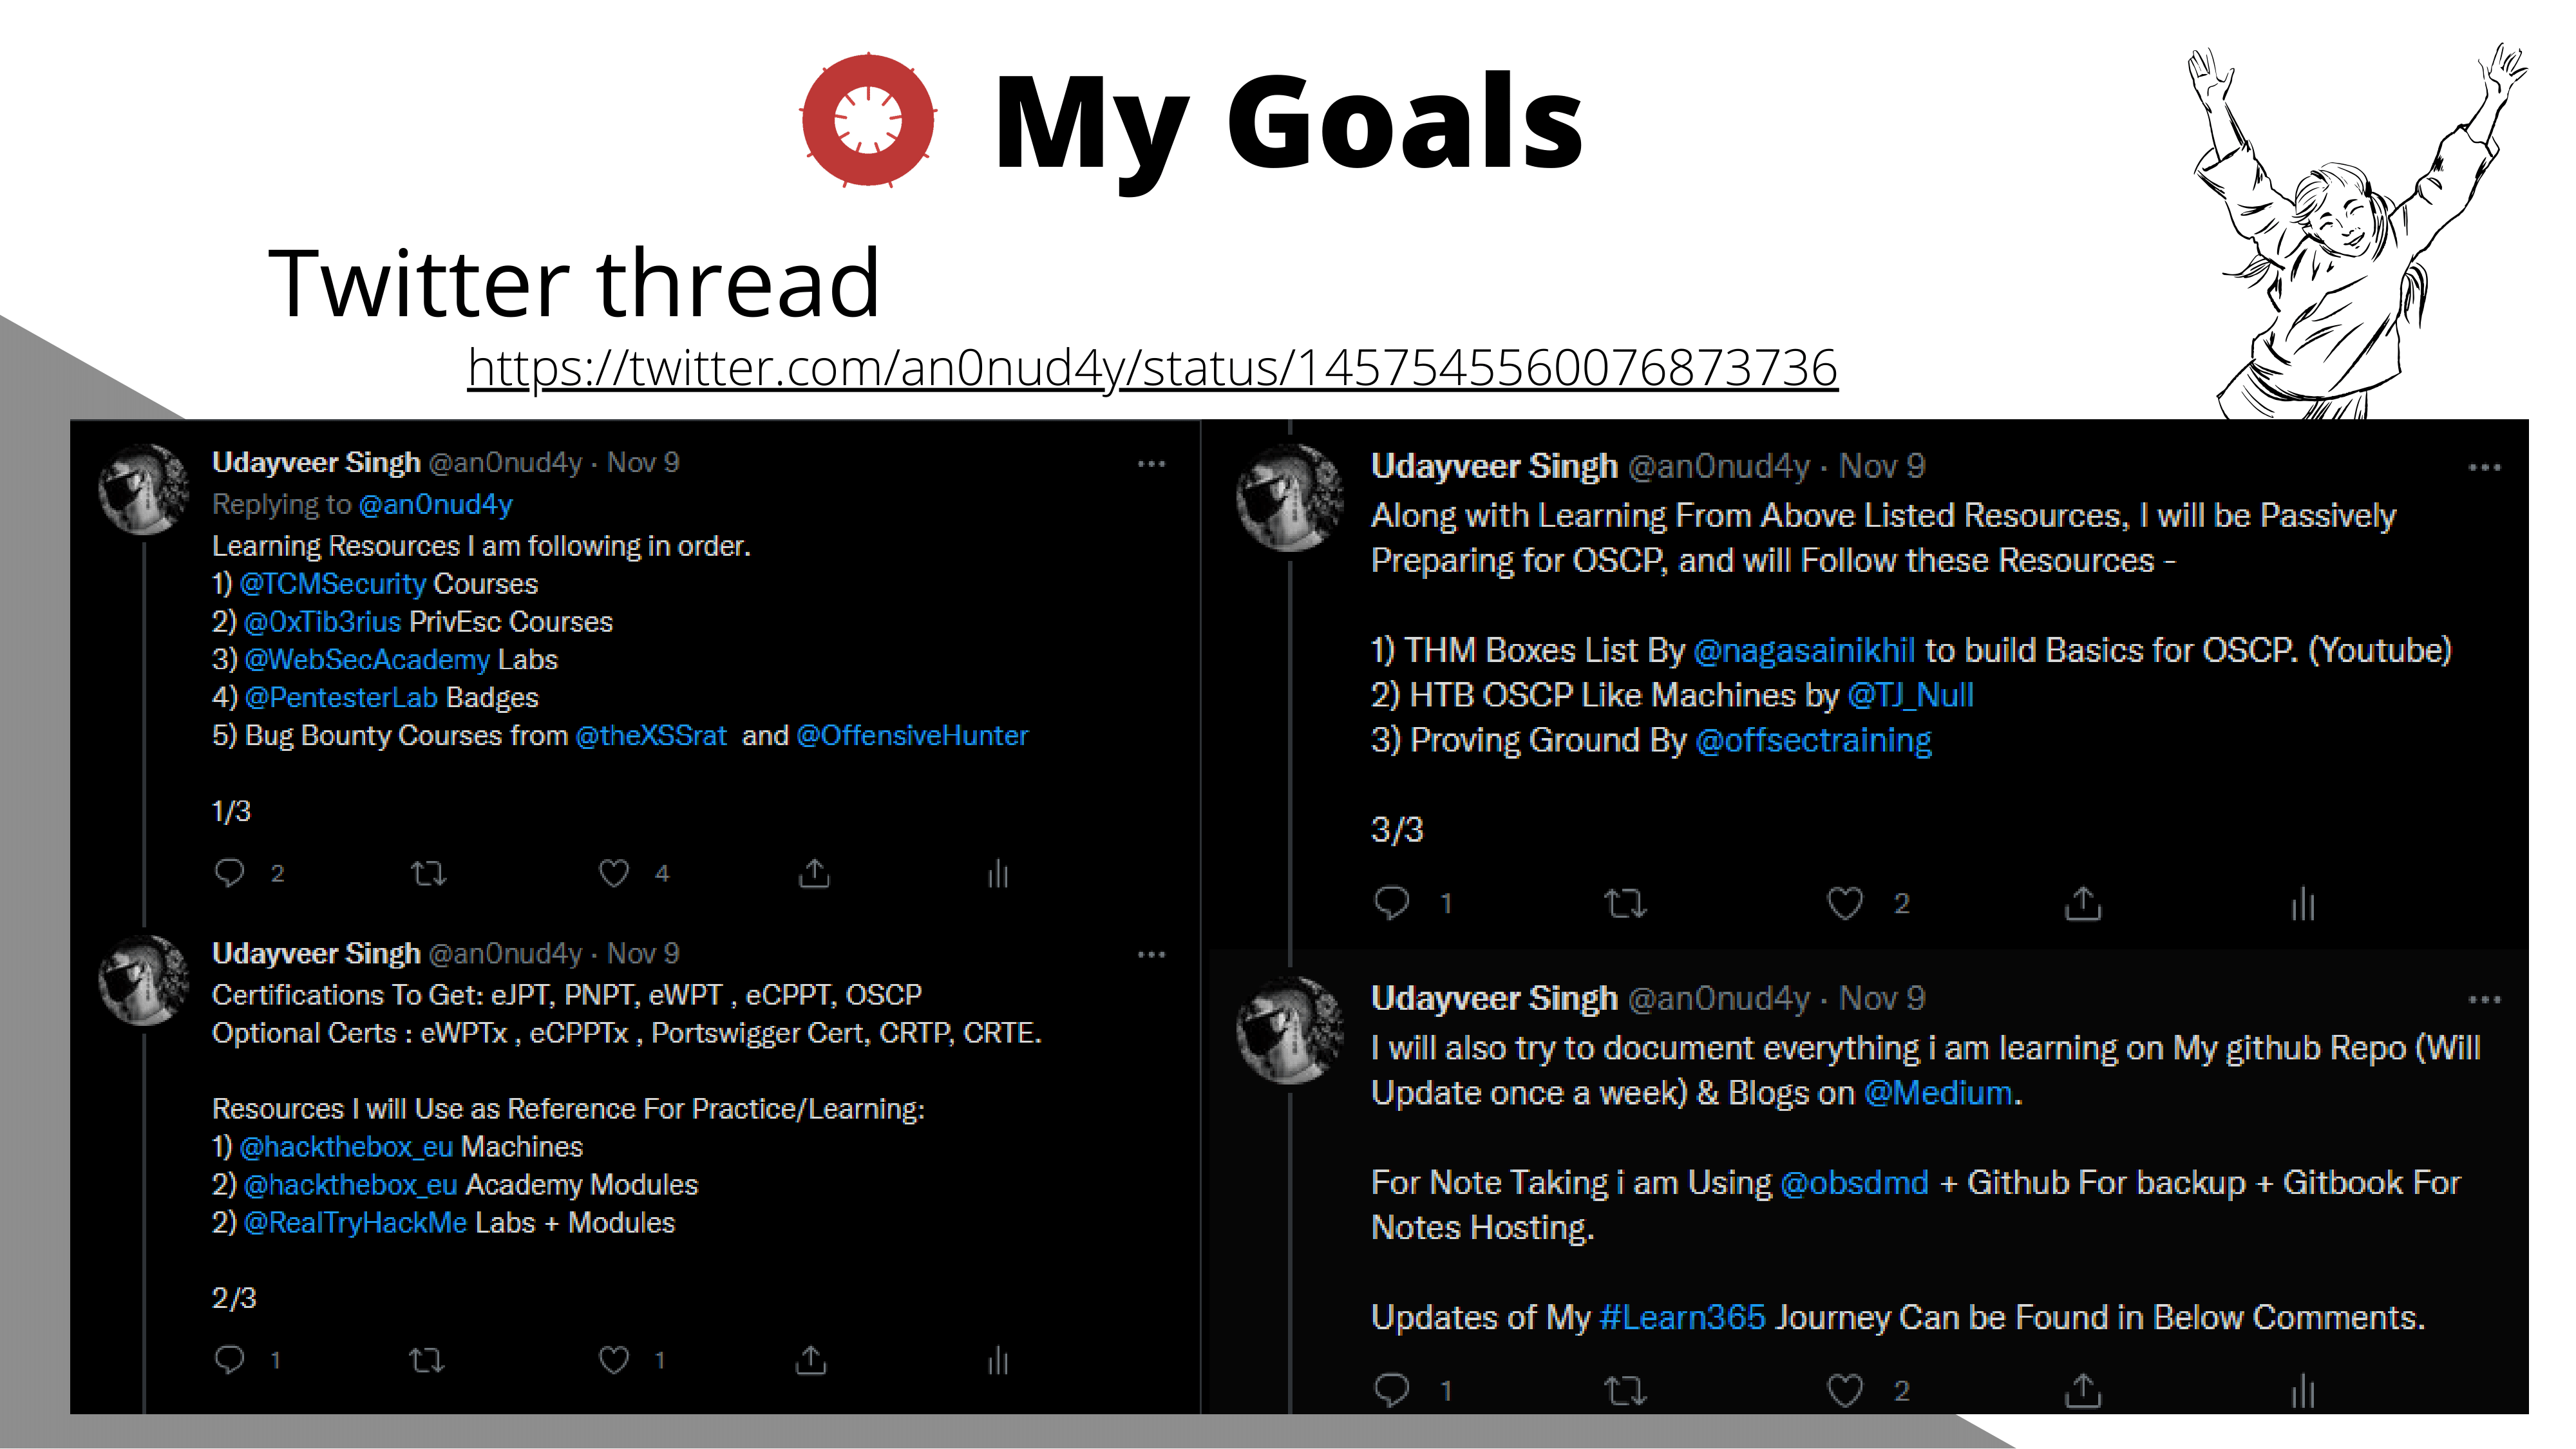 My Goals
Twitter thread
https://twitter.com/an0nud4y/status/1457545560076873736
Udayveer Singh @an0nud4y · Nov 9
Replying to @an0nud4y
Learning Resources I am following in order.
1) @TCMSecurity Courses
2) @0xTib3rius PrivEsc Courses
3) @WebSecAcademy Labs
4) @PentesterLab Badges
5) Bug Bounty Courses from @theXSSrat and @OffensiveHunter
1/3
2 4
Udayveer Singh @an0nud4y · Nov 9
Certifications To Get: eJPT, PNPT, eWPT , eCPPT, OSCP
Optional Certs : eWPTx , eCPPTx , Portswigger Cert, CRTP, CRTE.
Resources I will Use as Reference For Practice/Learning:
1) @hackthebox_eu Machines
2) @hackthebox_eu Academy Modules
2) @RealTryHackMe Labs + Modules
2/3
1 1
Udayveer Singh @an0nud4y · Nov 9
Along with Learning From Above Listed Resources, I will be Passively
Preparing for OSCP, and will Follow these Resources -
1) THM Boxes List By @nagasainikhil to build Basics for OSCP. (Youtube)
2) HTB OSCP Like Machines by @TJ_Null
3) Proving Ground By @offsectraining
3/3
1 2
Udayveer Singh @an0nud4y · Nov 9
I will also try to document everything i am learning on My github Repo (Will
Update once a week) & Blogs on @Medium.
For Note Taking i am Using @obsdmd + Github For backup + Gitbook For
Notes Hosting.
Updates of My #Learn365 Journey Can be Found in Below Comments.
1 2